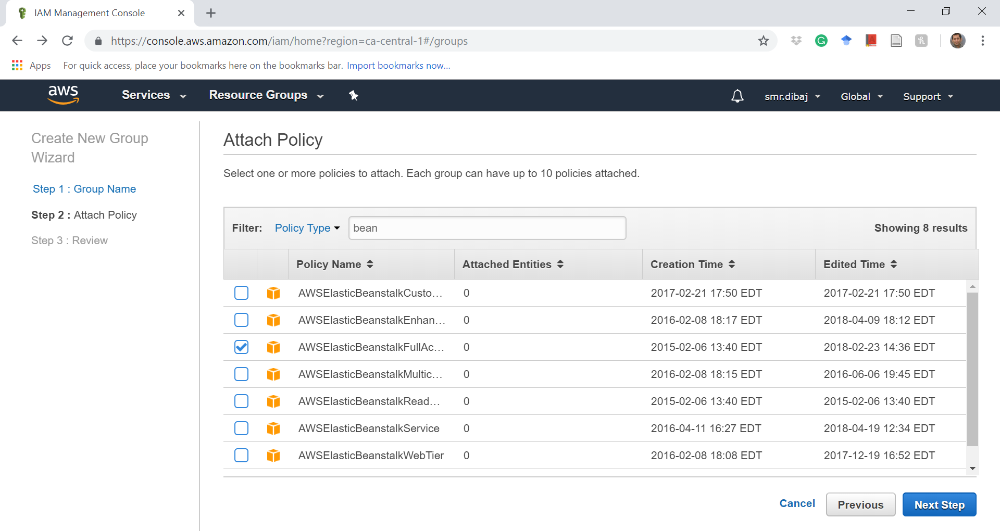 IAM Management Console
https://console.aws.amazon.com/iam/home?region=ca-central-1#/groups
Apps For quick access, place your bookmarks here on the bookmarks bar. Import bookmarks now...
aws Services Resource Groups smr.dibaj Global Support
Create New Group
Wizard
Step 1 : Group Name
Step 2 : Attach Policy
Step 3 : Review
Attach Policy
Select one or more policies to attach. Each group can have up to 10 policies attached.
Filter: Policy Type bean Showing 8 results
Policy Name Attached Entities Creation Time Edited Time
AWSElasticBeanstalkCusto... 0 2017-02-21 17:50 EDT 2017-02-21 17:50 EDT
AWSElasticBeanstalkEnhan... 0 2016-02-08 18:17 EDT 2018-04-09 18:12 EDT
AWSElasticBeanstalkFullAc... 0 2015-02-06 13:40 EDT 2018-02-23 14:36 EDT
AWSElasticBeanstalkMultic... 0 2016-02-08 18:15 EDT 2016-06-06 19:45 EDT
AWSElasticBeanstalkRead... 0 2015-02-06 13:40 EDT 2015-02-06 13:40 EDT
AWSElasticBeanstalkService 0 2016-04-11 16:27 EDT 2018-04-19 12:34 EDT
AWSElasticBeanstalkWebTier 0 2016-02-08 18:08 EDT 2017-12-19 16:52 EDT
Cancel Previous Next Step